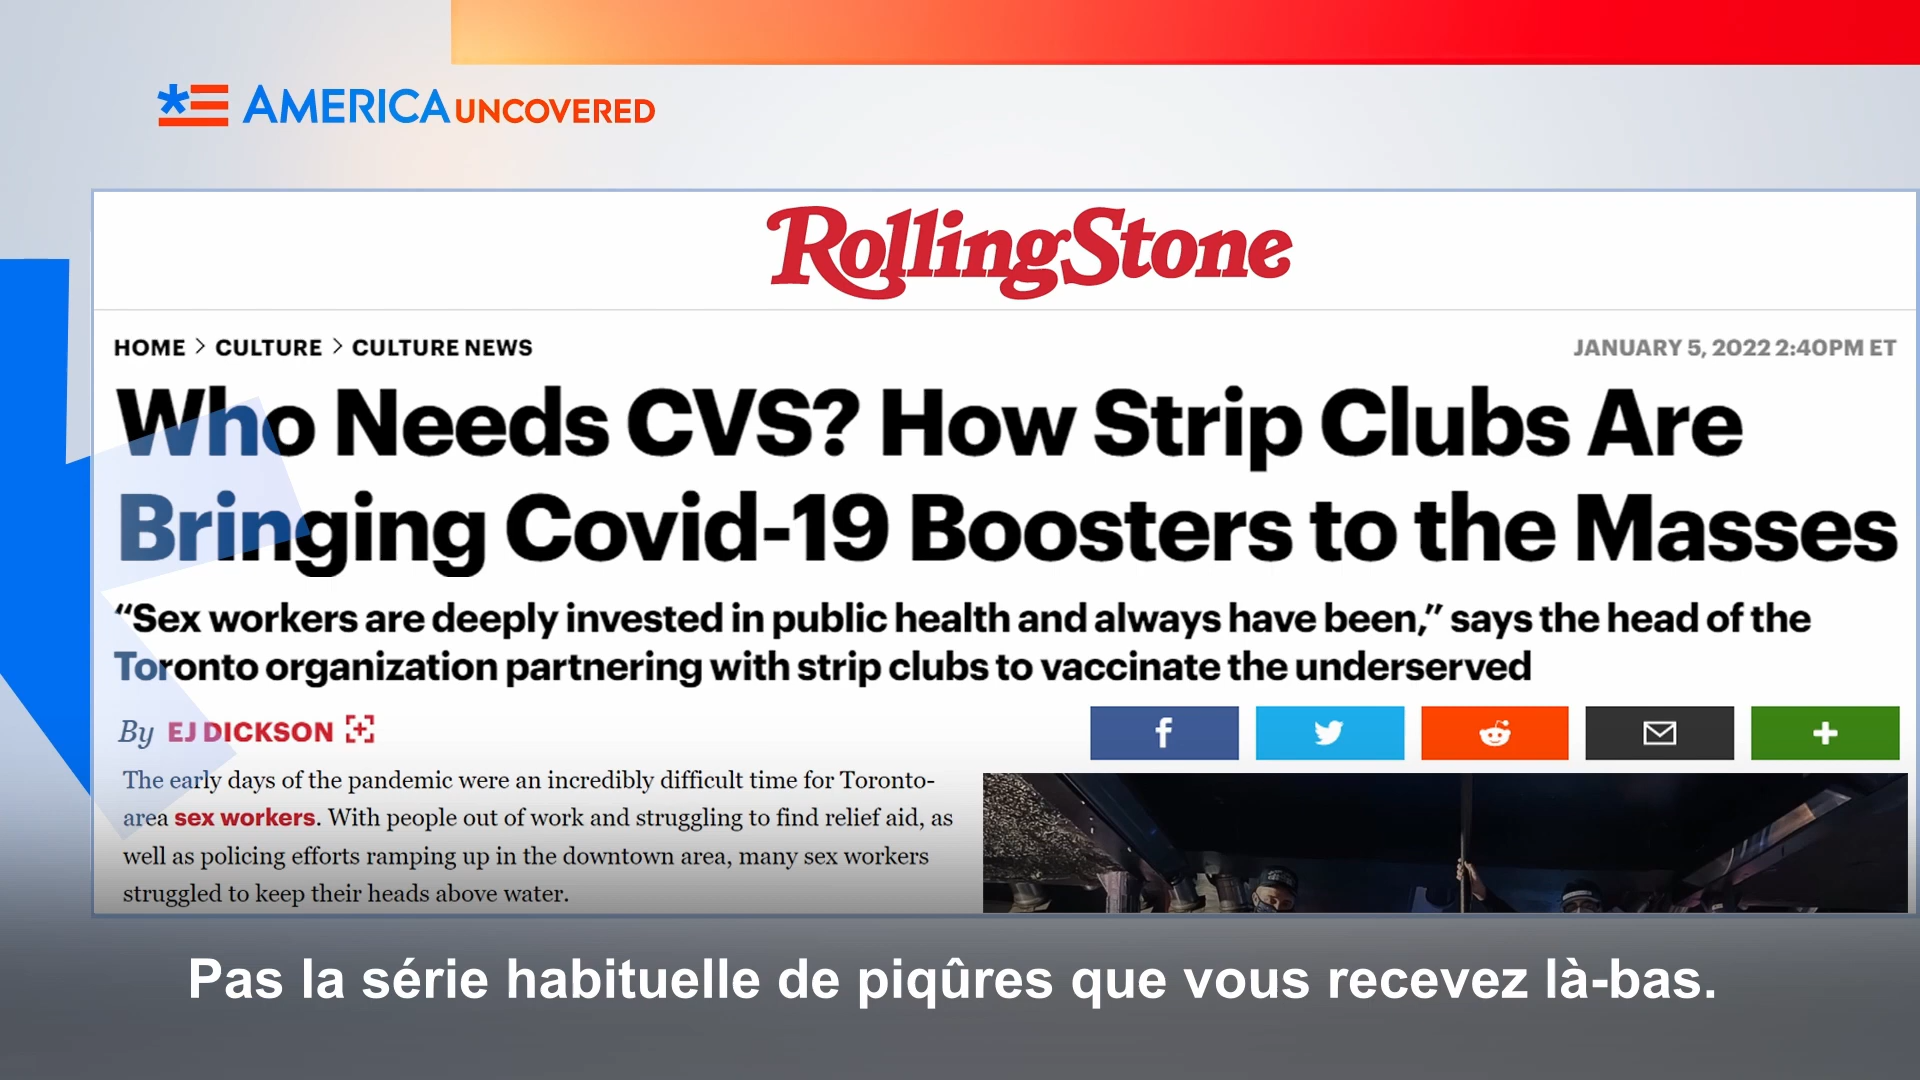 AMERICA UNCOVERED
RollingStone
HOME > CULTURE > CULTURE NEWS
JANUARY 5, 2022 2:40PM ET
Who Needs CVS? How Strip Clubs Are
Bringing Covid-19 Boosters to the Masses
“Sex workers are deeply invested in public health and always have been,” says the head of the
Toronto organization partnering with strip clubs to vaccinate the underserved
By EJ DICKSON
The early days of the pandemic were an incredibly difficult time for Toronto-
area sex workers. With people out of work and struggling to find relief aid, as
well as policing efforts ramping up in the downtown area, many sex workers
struggled to keep their heads above water.
Pas la série habituelle de piqûres que vous recevez là-bas.